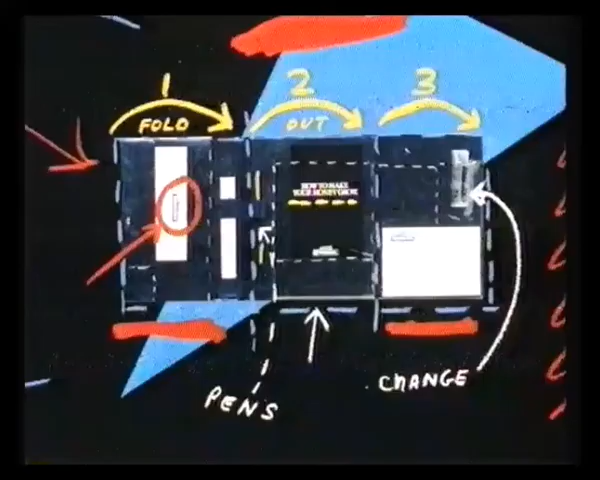 1 2 3
FOLD OUT
HOW TO MAKE
YOUR MONEY GROW
PENS
CHANGE